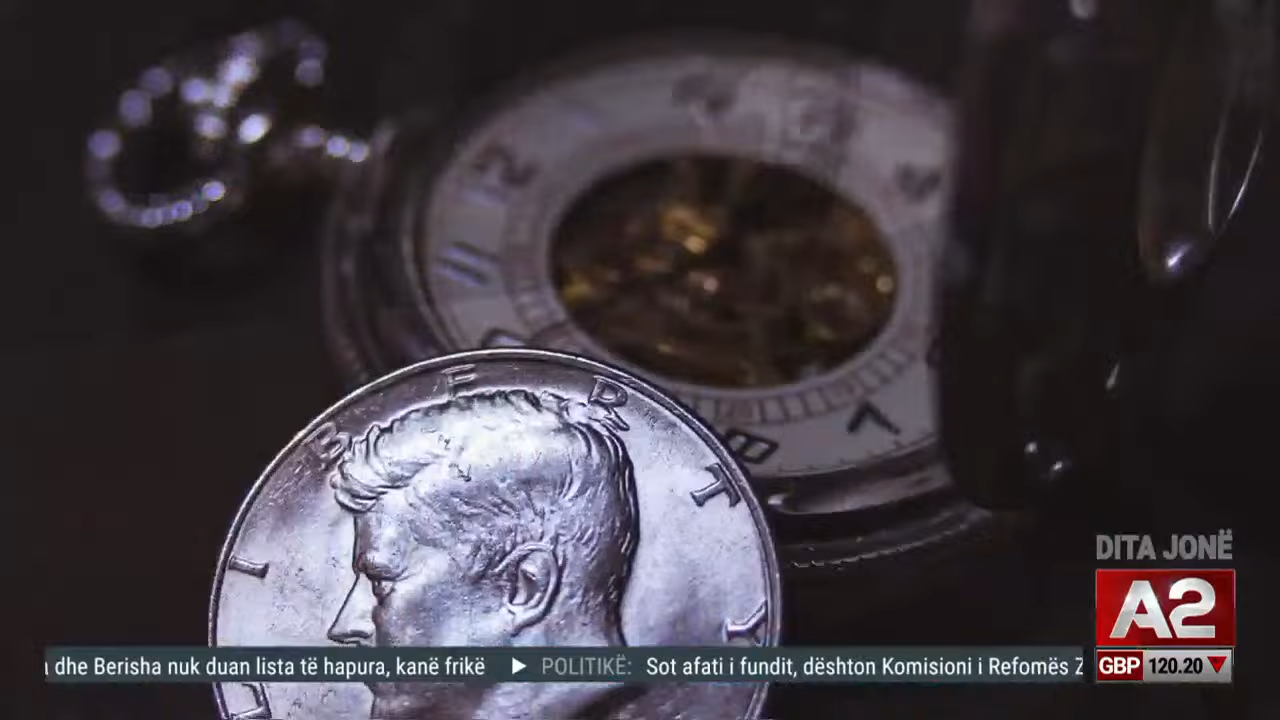 LIBERTY
DITA JONË
A2
dhe Berisha nuk duan lista të hapura, kanë frikë ▶ POLITIKË: Sot afati i fundit, dështon Komisioni i Refomës
GBP 120.20